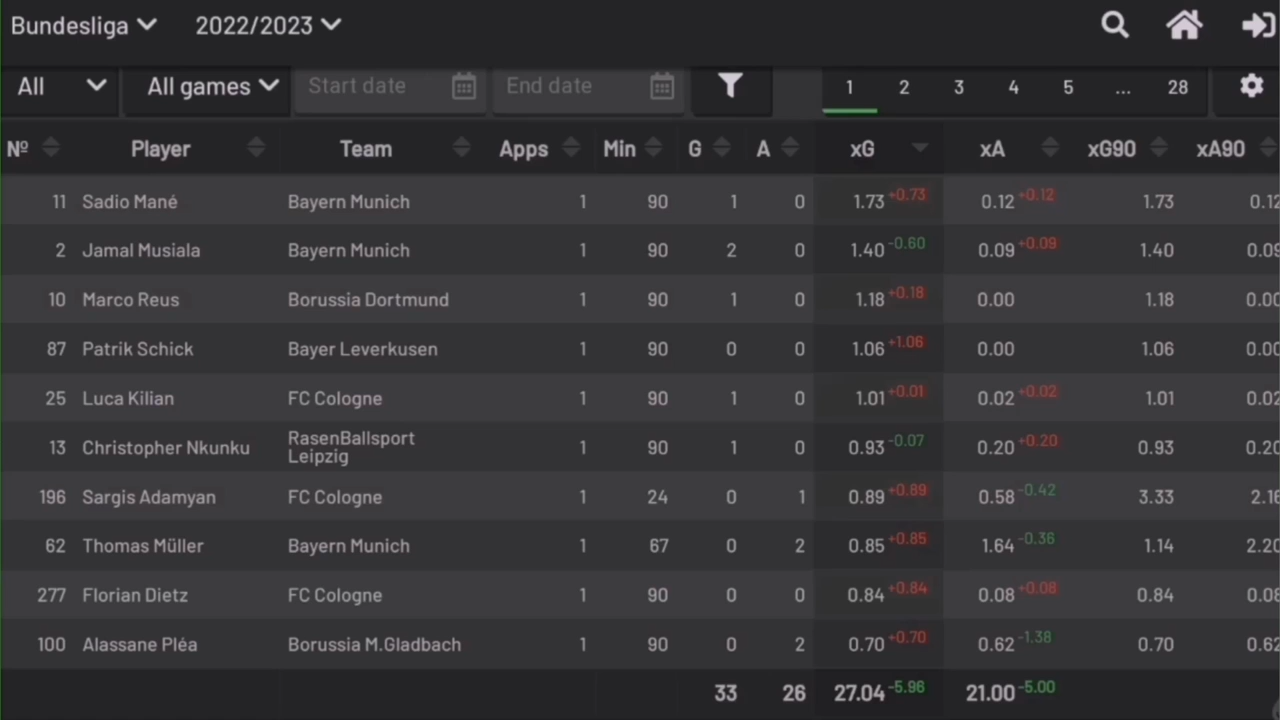 Bundesliga 2022/2023
All All games Start date End date 1 2 3 4 5 ... 28
Nº Player Team Apps Min G A xG xA xG90 xA90
11 Sadio Mané Bayern Munich 1 90 1 0 1.73 +0.73 0.12 +0.12 1.73 0.12
2 Jamal Musiala Bayern Munich 1 90 2 0 1.40 -0.60 0.09 +0.09 1.40 0.09
10 Marco Reus Borussia Dortmund 1 90 1 0 1.18 +0.18 0.00 1.18 0.00
87 Patrik Schick Bayer Leverkusen 1 90 0 0 1.06 +1.06 0.00 1.06 0.00
25 Luca Kilian FC Cologne 1 90 1 0 1.01 +0.01 0.02 +0.02 1.01 0.02
13 Christopher Nkunku RasenBallsport Leipzig 1 90 1 0 0.93 -0.07 0.20 +0.20 0.93 0.20
196 Sargis Adamyan FC Cologne 1 24 0 1 0.89 +0.89 0.58 -0.42 3.33 2.16
62 Thomas Müller Bayern Munich 1 67 0 2 0.85 +0.85 1.64 -0.36 1.14 2.20
277 Florian Dietz FC Cologne 1 90 0 0 0.84 +0.84 0.08 +0.08 0.84 0.08
100 Alassane Pléa Borussia M.Gladbach 1 90 0 2 0.70 +0.70 0.62 -1.38 0.70 0.62
33 26 27.04 -5.96 21.00 -5.00